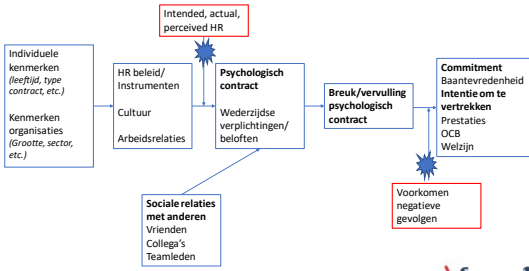 Intended, actual,
perceived HR
Individuele
kenmerken
(leeftijd, type
contract, etc.)
Kenmerken
organisaties
(Grootte, sector,
etc.)
HR beleid/
Instrumenten
Cultuur
Arbeidsrelaties
Psychologisch
contract
Wederzijdse
verplichtingen/
beloften
Breuk/vervulling
psychologisch
contract
Commitment
Baantevredenheid
Intentie om te
vertrekken
Prestaties
OCB
Welzijn
Sociale relaties
met anderen
Vrienden
Collega's
Teamleden
Voorkomen
negatieve
gevolgen